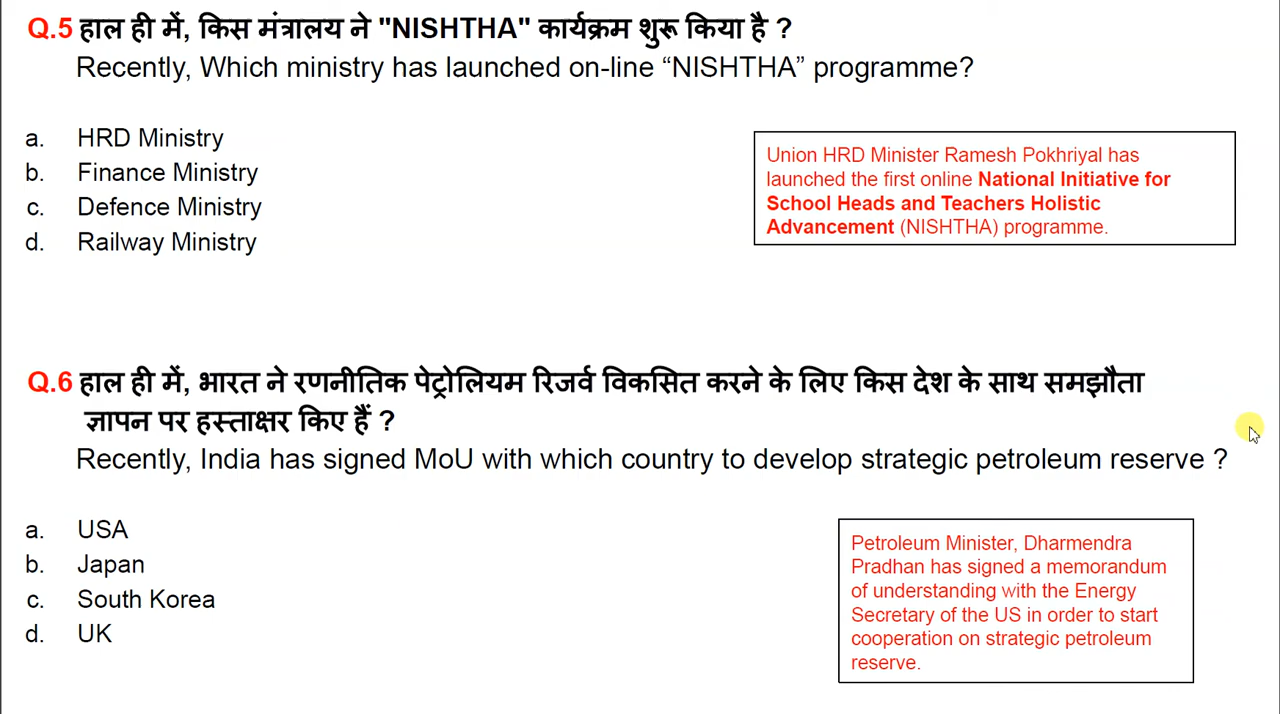 Q.5 हाल ही में, किस मंत्रालय ने "NISHTHA" कार्यक्रम शुरू किया है ?
Recently, Which ministry has launched on-line “NISHTHA” programme?
a. HRD Ministry
b. Finance Ministry
c. Defence Ministry
d. Railway Ministry
Union HRD Minister Ramesh Pokhriyal has
launched the first online National Initiative for
School Heads and Teachers Holistic
Advancement (NISHTHA) programme.
Q.6 हाल ही में, भारत ने रणनीतिक पेट्रोलियम रिजर्व विकसित करने के लिए किस देश के साथ समझौता
ज्ञापन पर हस्ताक्षर किए हैं ?
Recently, India has signed MoU with which country to develop strategic petroleum reserve ?
a. USA
b. Japan
c. South Korea
d. UK
Petroleum Minister, Dharmendra
Pradhan has signed a memorandum
of understanding with the Energy
Secretary of the US in order to start
cooperation on strategic petroleum
reserve.